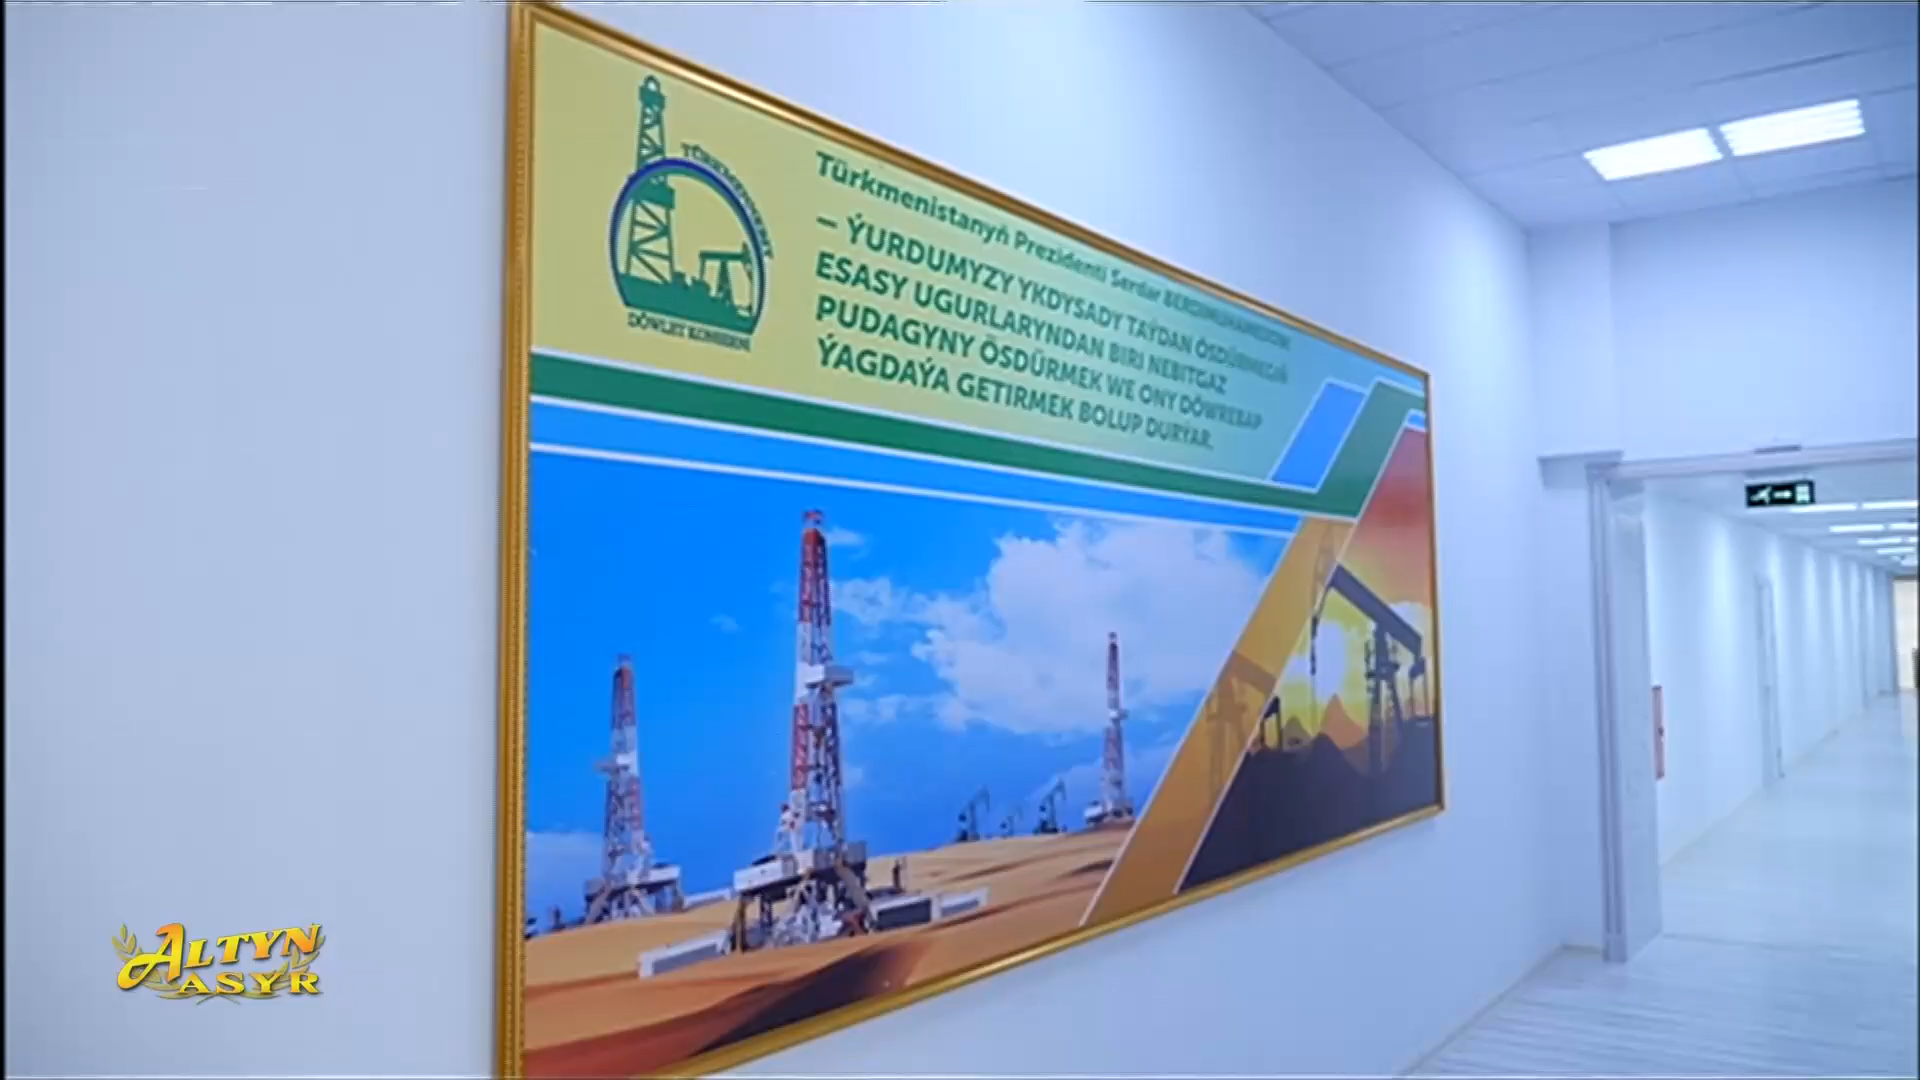 TÜRKMENNEBIT
DÖWLET KONSERNI
Türkmenistanyň Prezidenti Serdar BERDIMUHAMEDOW:
– ÝURDUMYZY YKDYSADY TAÝDAN ÖSDÜRMEGIŇ
ESASY UGURLARYNDAN BIRI NEBITGAZ
PUDAGYNY ÖSDÜRMEK WE ONY DÖWREBAP
ÝAGDAÝA GETIRMEK BOLUP DURÝAR.
ALTYN
ASYR